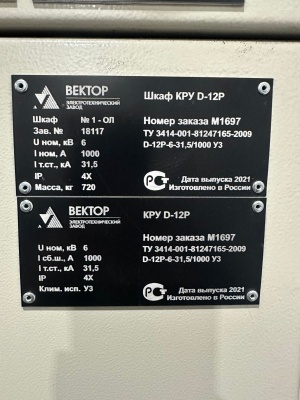 ВЕКТОР
ЭЛЕКТРОТЕХНИЧЕСКИЙ
ЗАВОД
Шкаф КРУ D-12P
Шкаф № 1 - ОЛ
Зав. № 18117
U ном, кВ 6
I ном, А 1000
I т.ст., кА 31,5
IP 4X
Масса, кг 720
Номер заказа М1697
ТУ 3414-001-81247165-2009
D-12P-6-31,5/1000 У3
РСТ
Дата выпуска 2021
Изготовлено в России
ВЕКТОР
ЭЛЕКТРОТЕХНИЧЕСКИЙ
ЗАВОД
КРУ D-12P
U ном, кВ 6
I сб.ш., А 1000
I т.ст., кА 31,5
IP 4X
Клим. исп. У3
Номер заказа М1697
ТУ 3414-001-81247165-2009
D-12P-6-31,5/1000 У3
РСТ
Дата выпуска 2021
Изготовлено в России